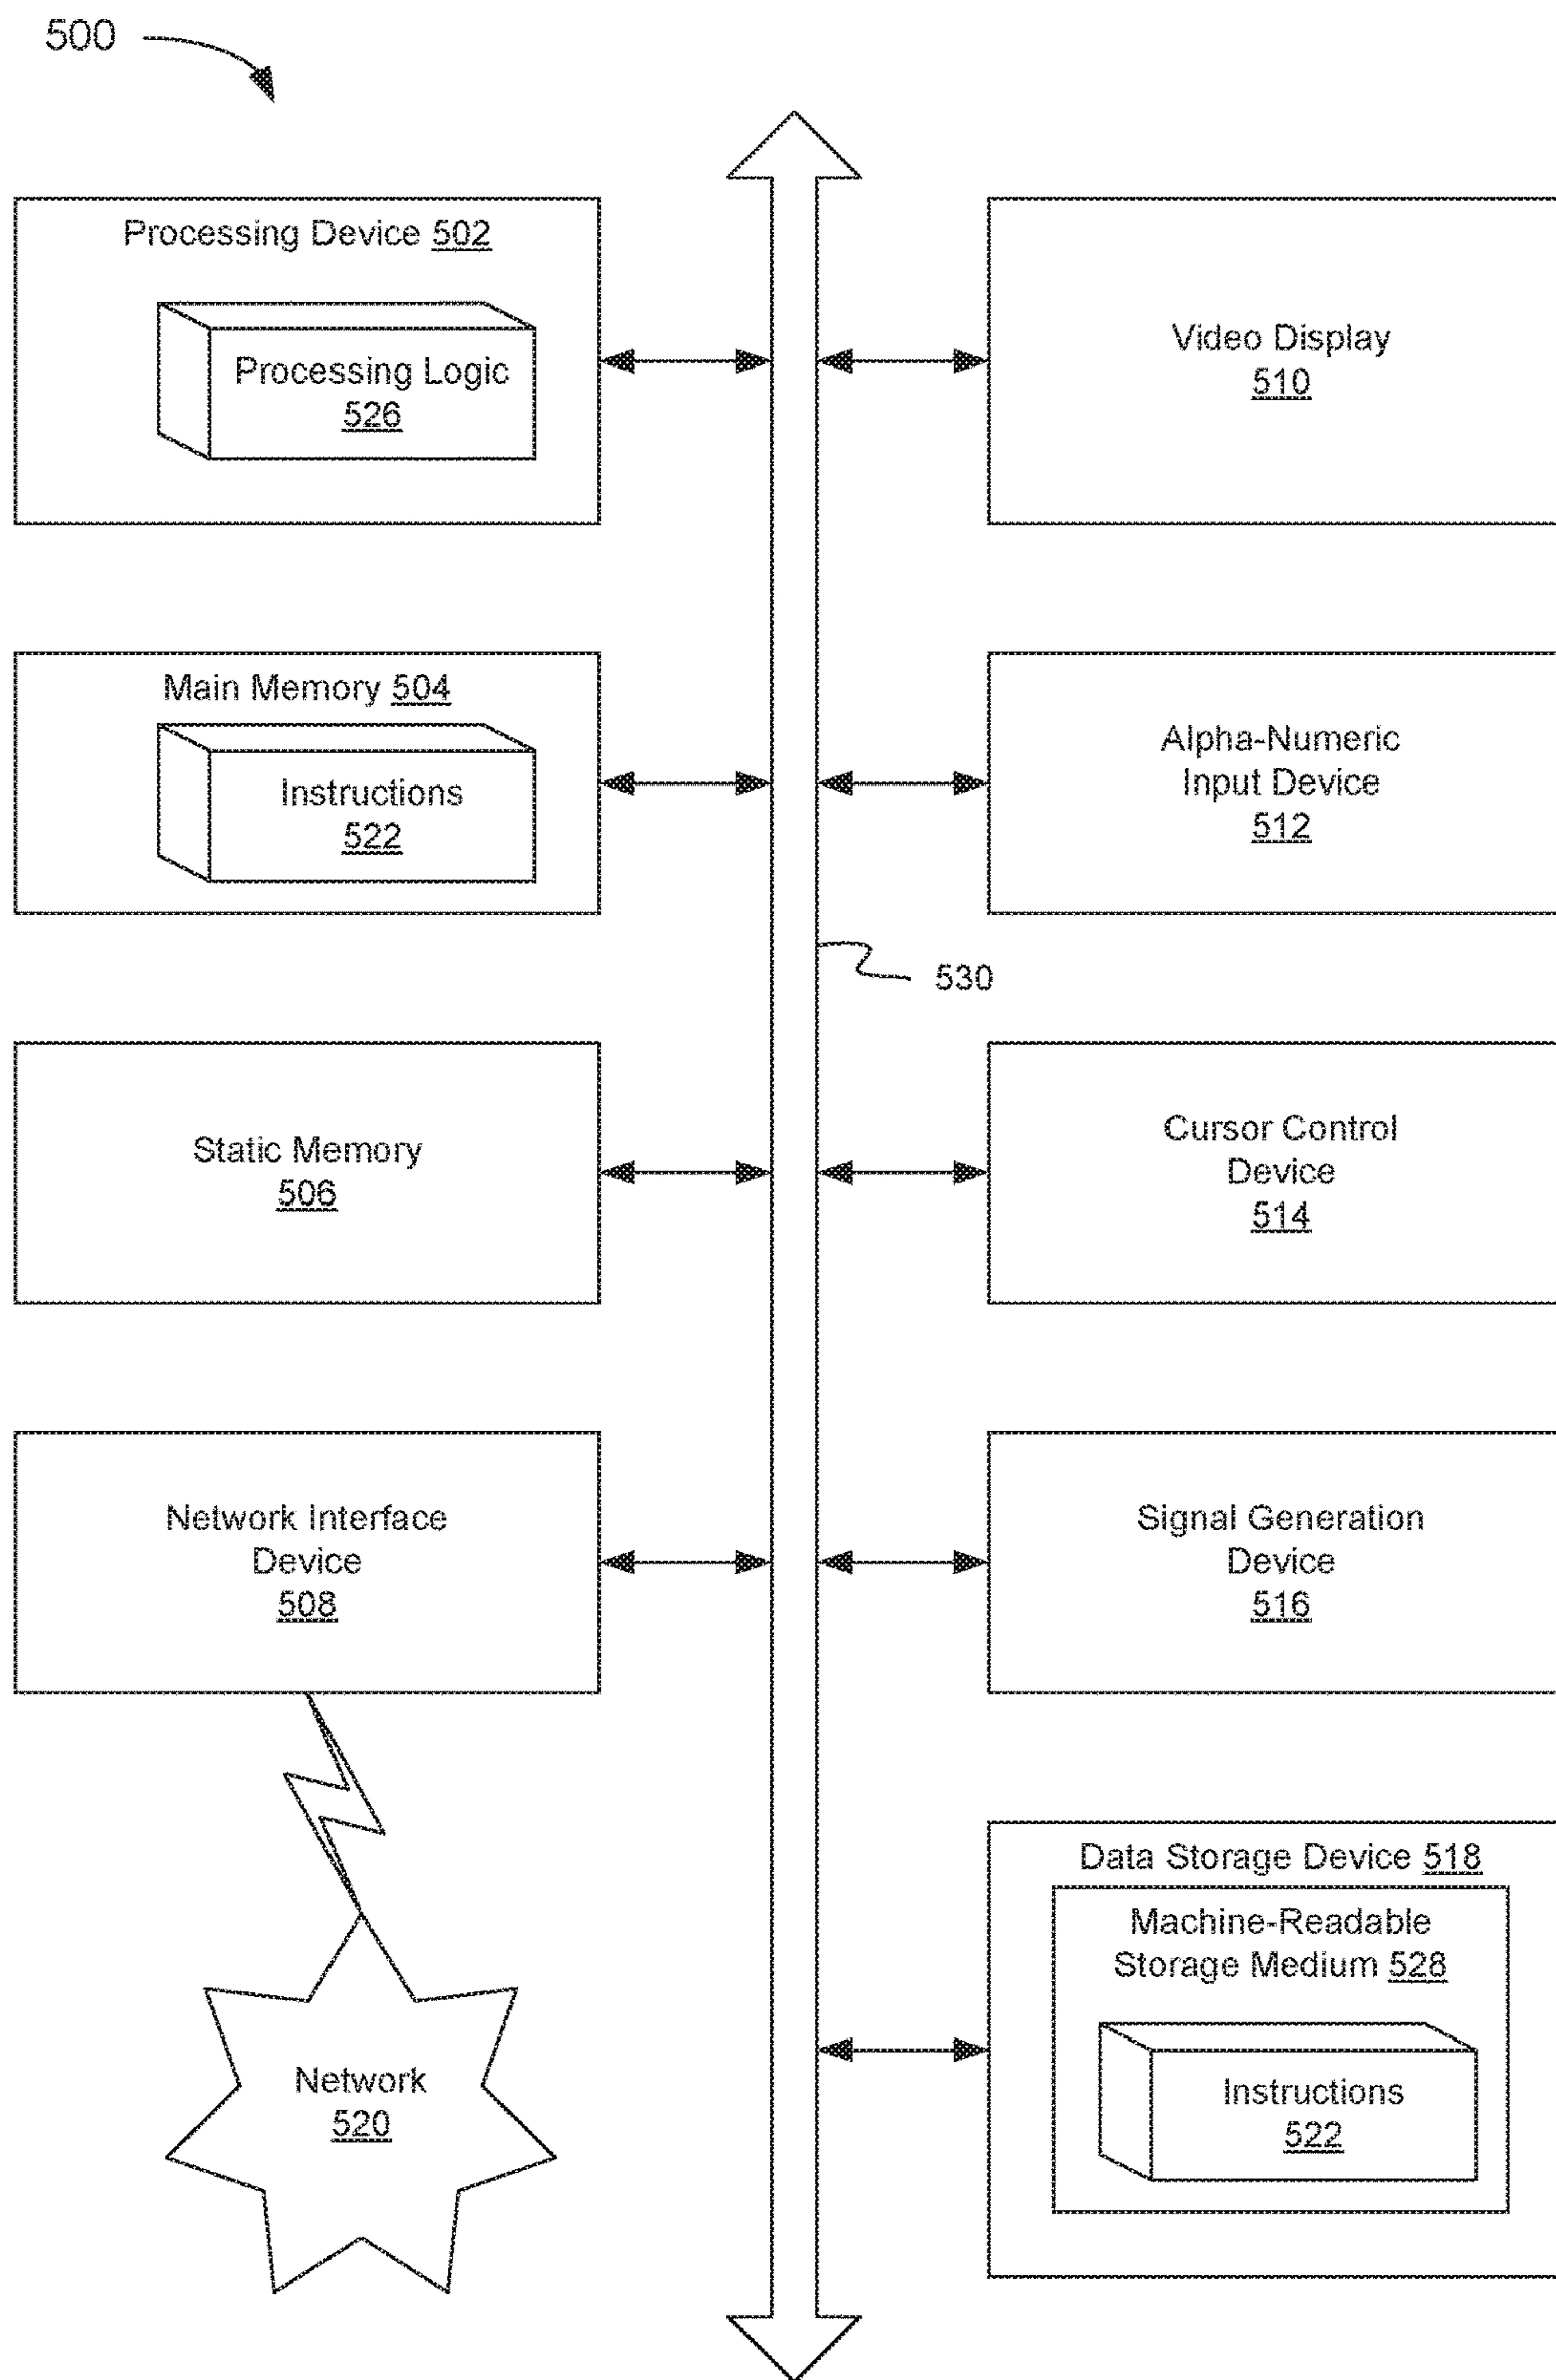 500
Processing Device 502
Processing Logic
526
Video Display
510
Main Memory 504
Instructions
522
Alpha-Numeric
Input Device
512
530
Static Memory
506
Cursor Control
Device
514
Network Interface
Device
508
Signal Generation
Device
516
Data Storage Device 518
Machine-Readable
Storage Medium 528
Instructions
522
Network
520